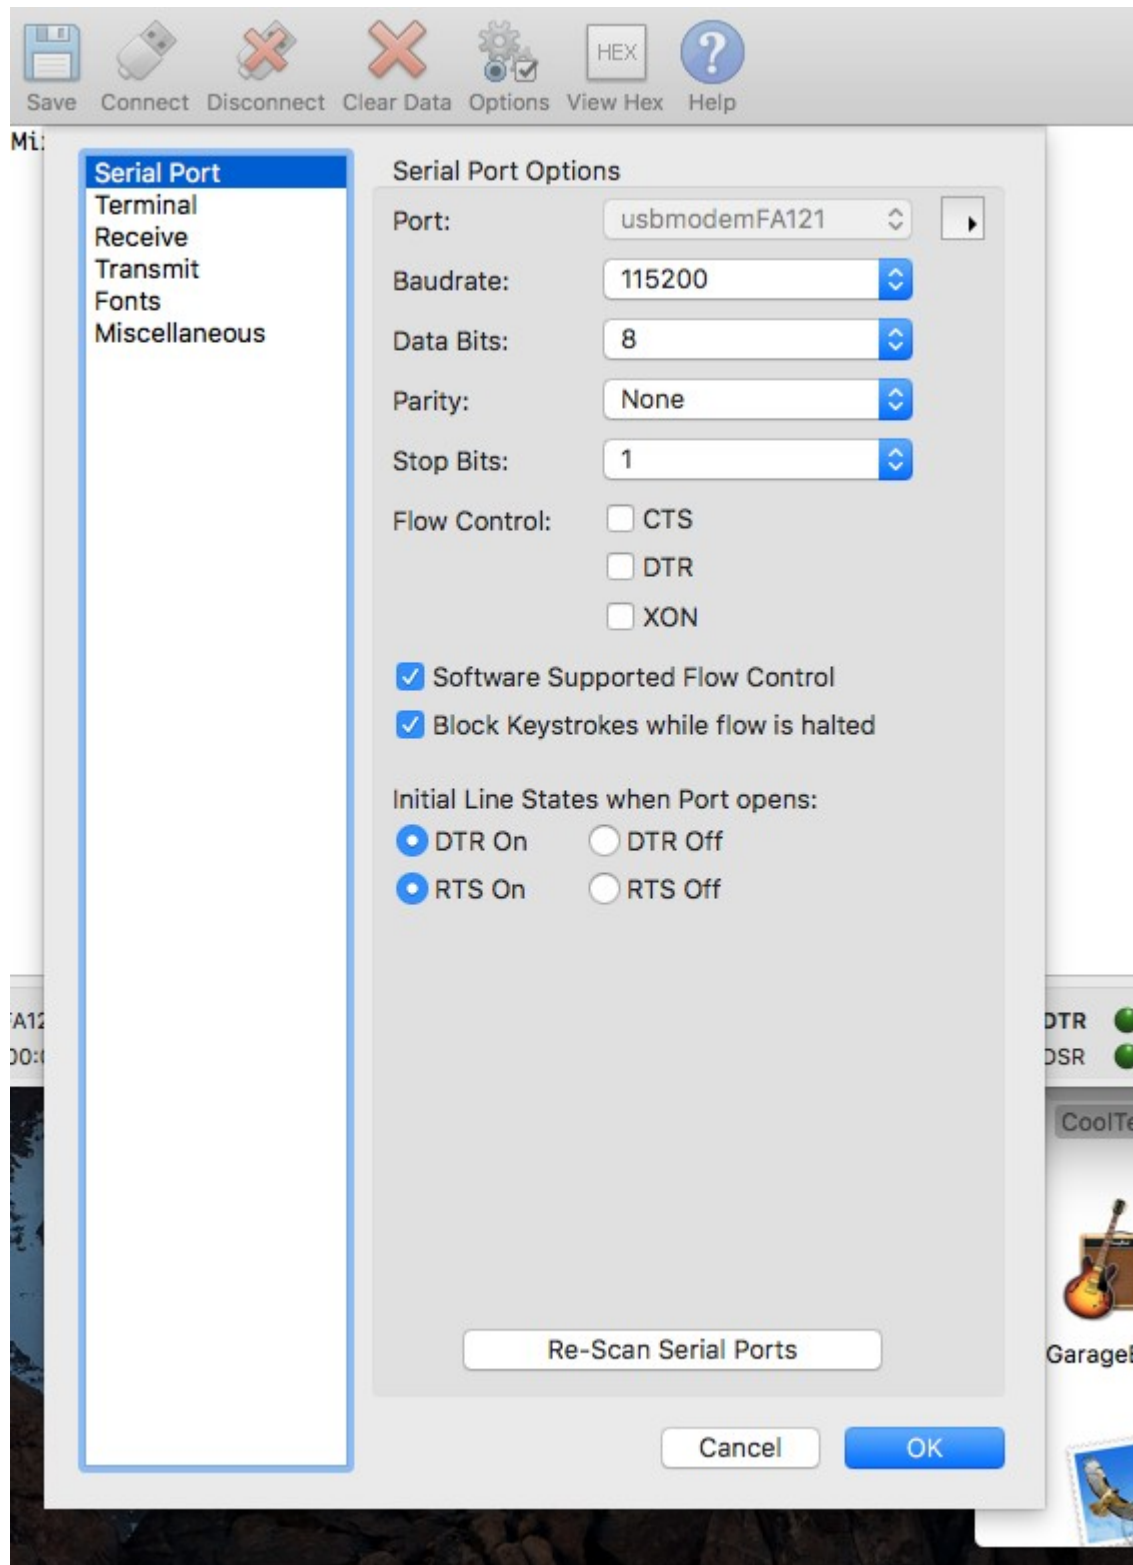 Save Connect Disconnect Clear Data Options View Hex Help
HEX
Mi
Serial Port
Terminal
Receive
Transmit
Fonts
Miscellaneous
Serial Port Options
Port: usbmodemFA121
Baudrate: 115200
Data Bits: 8
Parity: None
Stop Bits: 1
Flow Control: CTS
DTR
XON
Software Supported Flow Control
Block Keystrokes while flow is halted
Initial Line States when Port opens:
DTR On DTR Off
RTS On RTS Off
Re-Scan Serial Ports
Cancel OK
DTR
DSR
CoolTe
Garage